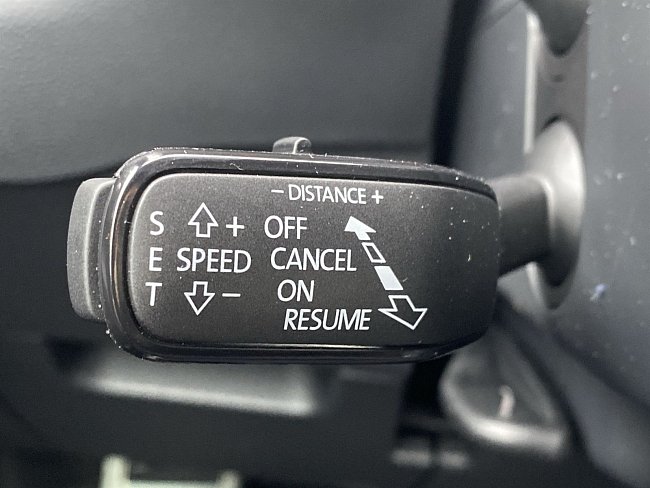 − DISTANCE +
S + OFF
E SPEED CANCEL
T − ON
RESUME